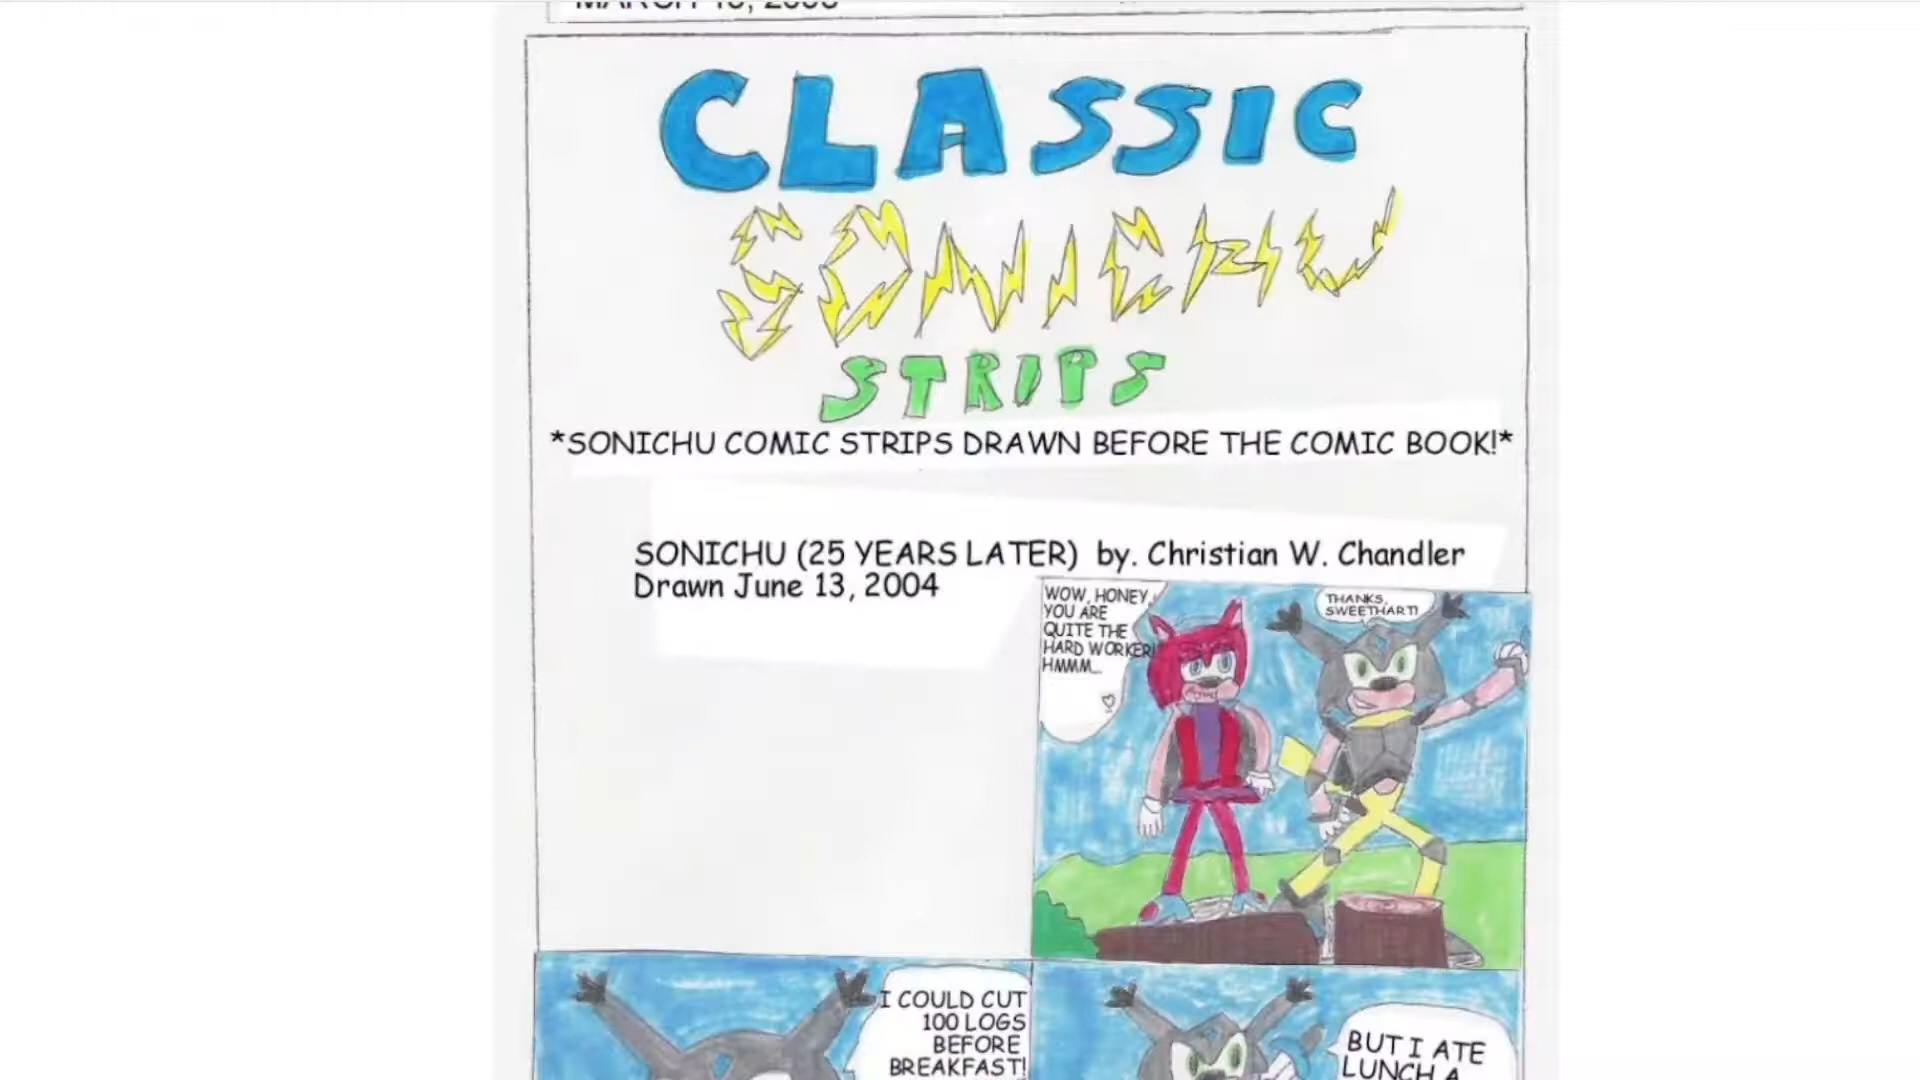 CLASSIC
SONICHU
STRIPS
*SONICHU COMIC STRIPS DRAWN BEFORE THE COMIC BOOK!*
SONICHU (25 YEARS LATER) by. Christian W. Chandler
Drawn June 13, 2004
WOW, HONEY,
YOU ARE
QUITE THE
HARD WORKER!
HMMM...
THANKS,
SWEETHART!
I COULD CUT
100 LOGS
BEFORE
BREAKFAST!
BUT I ATE
LUNCH A